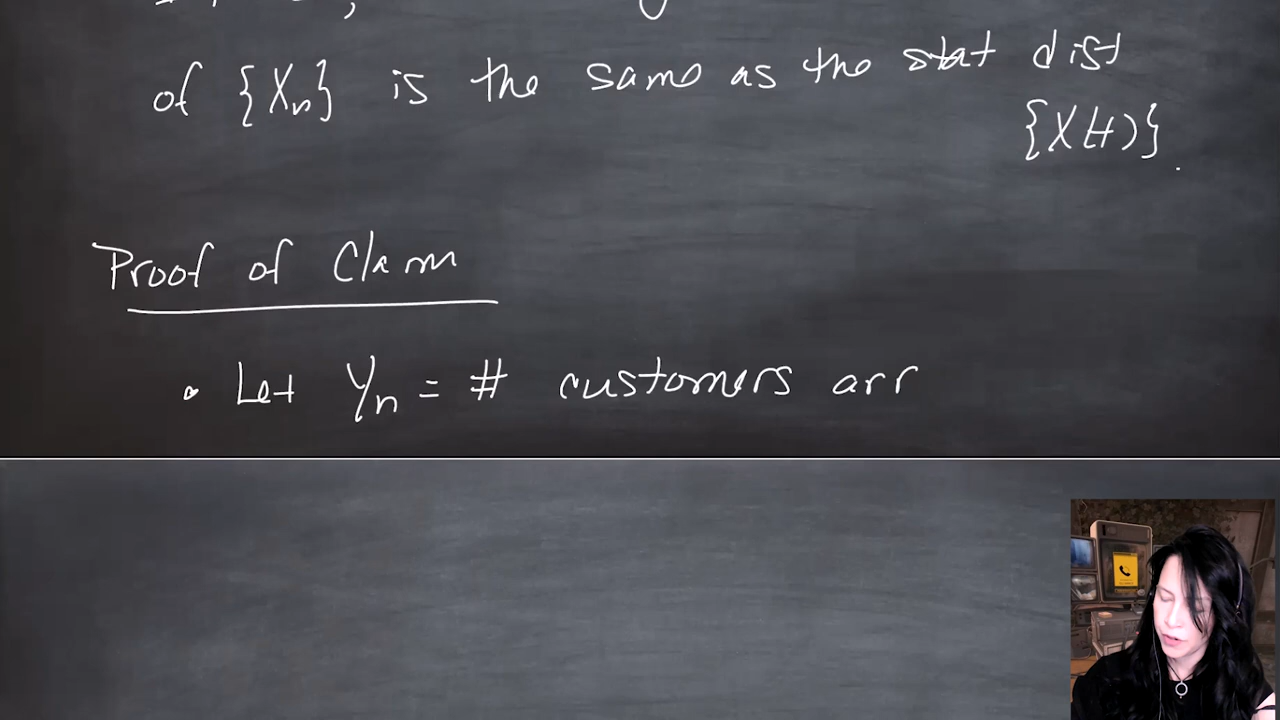 of {Xn} is the same as the stat dist
{X(t)}.
Proof of Claim
• Let Yn = # customers arr